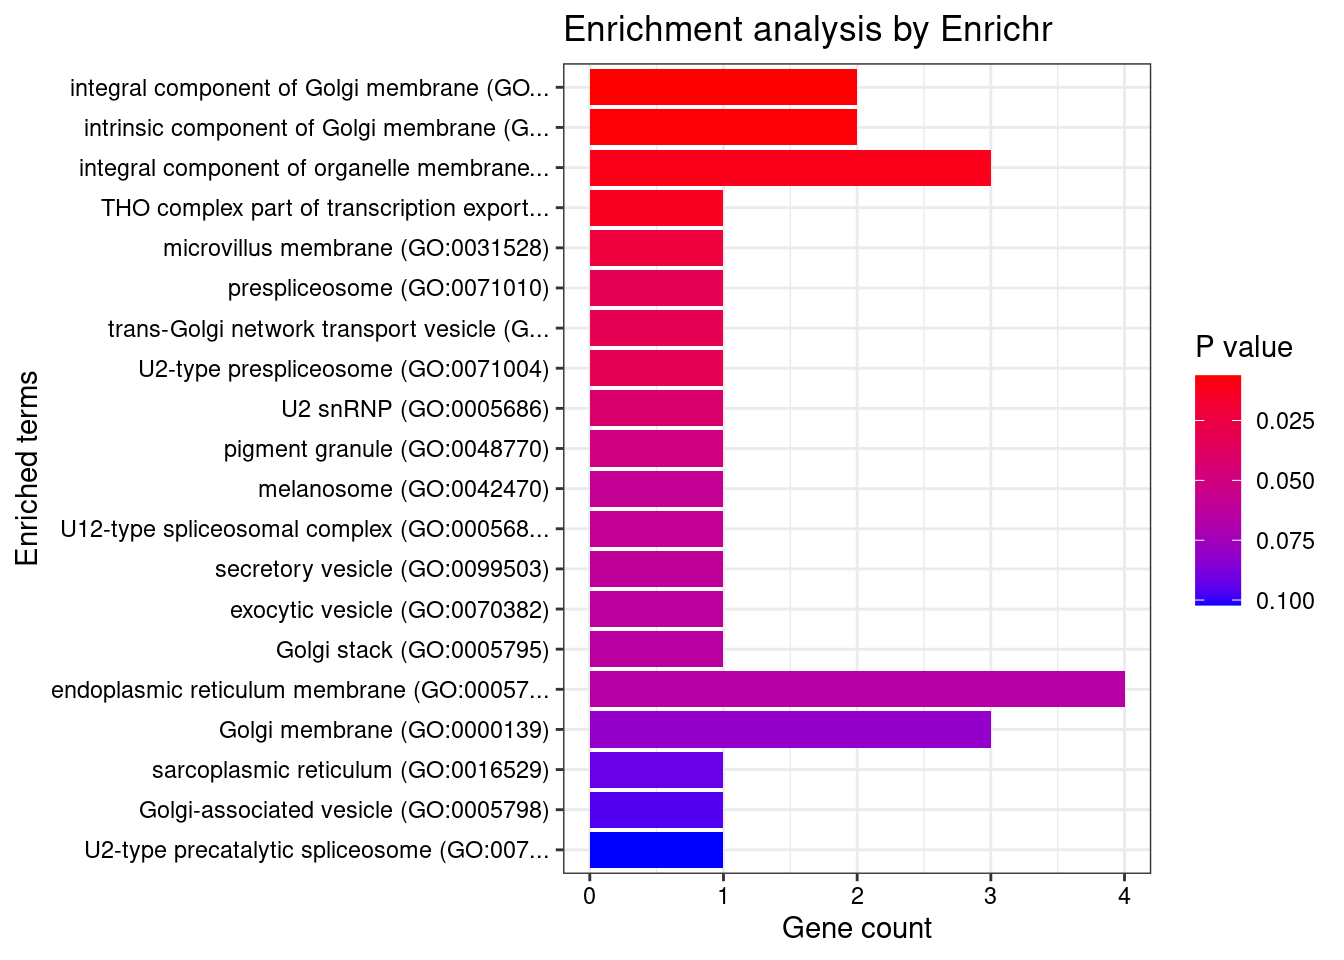 Enrichment analysis by Enrichr
Enriched terms
integral component of Golgi membrane (GO...
intrinsic component of Golgi membrane (G...
integral component of organelle membrane...
THO complex part of transcription export...
microvillus membrane (GO:0031528)
prespliceosome (GO:0071010)
trans-Golgi network transport vesicle (G...
U2-type prespliceosome (GO:0071004)
U2 snRNP (GO:0005686)
pigment granule (GO:0048770)
melanosome (GO:0042470)
U12-type spliceosomal complex (GO:000568...
secretory vesicle (GO:0099503)
exocytic vesicle (GO:0070382)
Golgi stack (GO:0005795)
endoplasmic reticulum membrane (GO:00057...
Golgi membrane (GO:0000139)
sarcoplasmic reticulum (GO:0016529)
Golgi-associated vesicle (GO:0005798)
U2-type precatalytic spliceosome (GO:007...
0 1 2 3 4
Gene count
P value
0.025
0.050
0.075
0.100